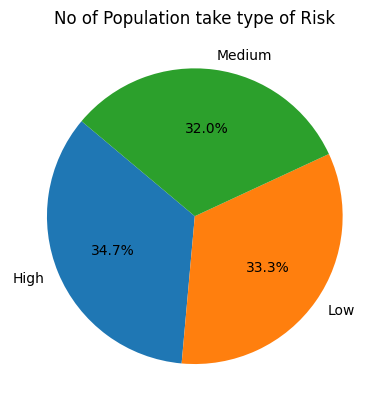 No of Population take type of Risk
Medium
32.0%
34.7%
33.3%
High
Low